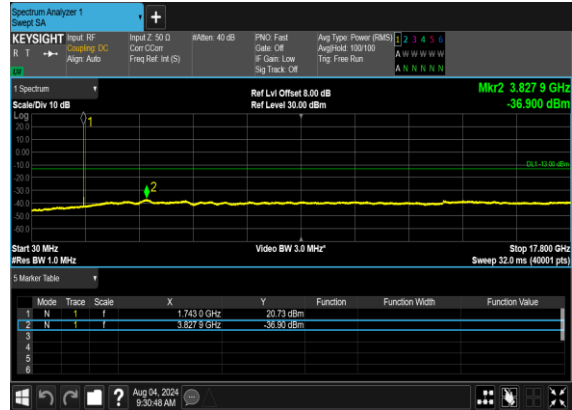 Spectrum Analyzer 1
Swept SA
+
KEYSIGHT Input: RF Input Z: 50 Ω #Atten: 40 dB PNO: Fast Avg Type: Power (RMS) 1 2 3 4 5 6
R T Coupling: DC Corr CCorr Gate: Off Avg|Hold: 100/100 A W W W W W
Align: Auto Freq Ref: Int (S) IF Gain: Low Trig: Free Run
Sig Track: Off A N N N N N
1 Spectrum Ref Lvl Offset 8.00 dB Mkr2 3.827 9 GHz
Scale/Div 10 dB Ref Level 30.00 dBm -36.900 dBm
Log
1
20.0
10.0
0.00
-10.0 DL1 -13.00 dBm
-20.0
-30.0 2
-40.0
-50.0
-60.0
Start 30 MHz Video BW 3.0 MHz* Stop 17.800 GHz
#Res BW 1.0 MHz Sweep 32.0 ms (40001 pts)
5 Marker Table
Mode Trace Scale X Y Function Function Width Function Value
1 N 1 f 1.743 0 GHz 20.73 dBm
2 N 1 f 3.827 9 GHz -36.90 dBm
3
4
5
6
? Aug 04, 2024
9:30:48 AM